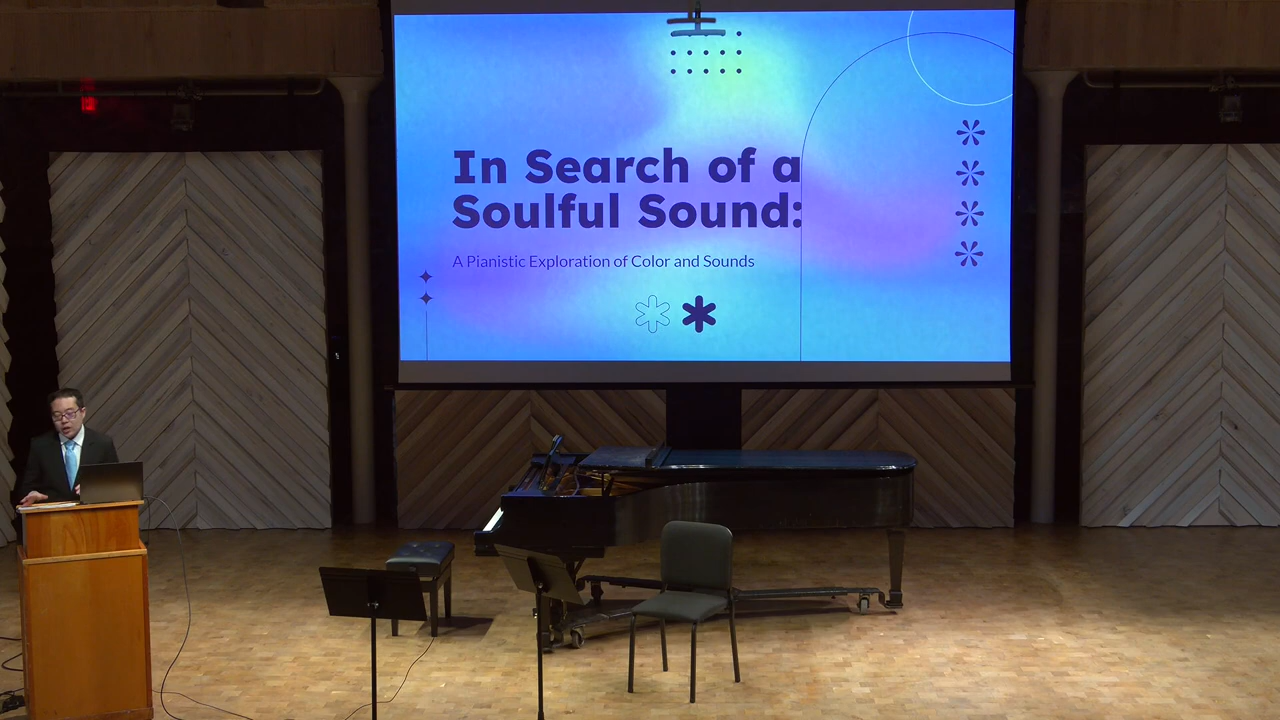 In Search of a
Soulful Sound:
A Pianistic Exploration of Color and Sounds